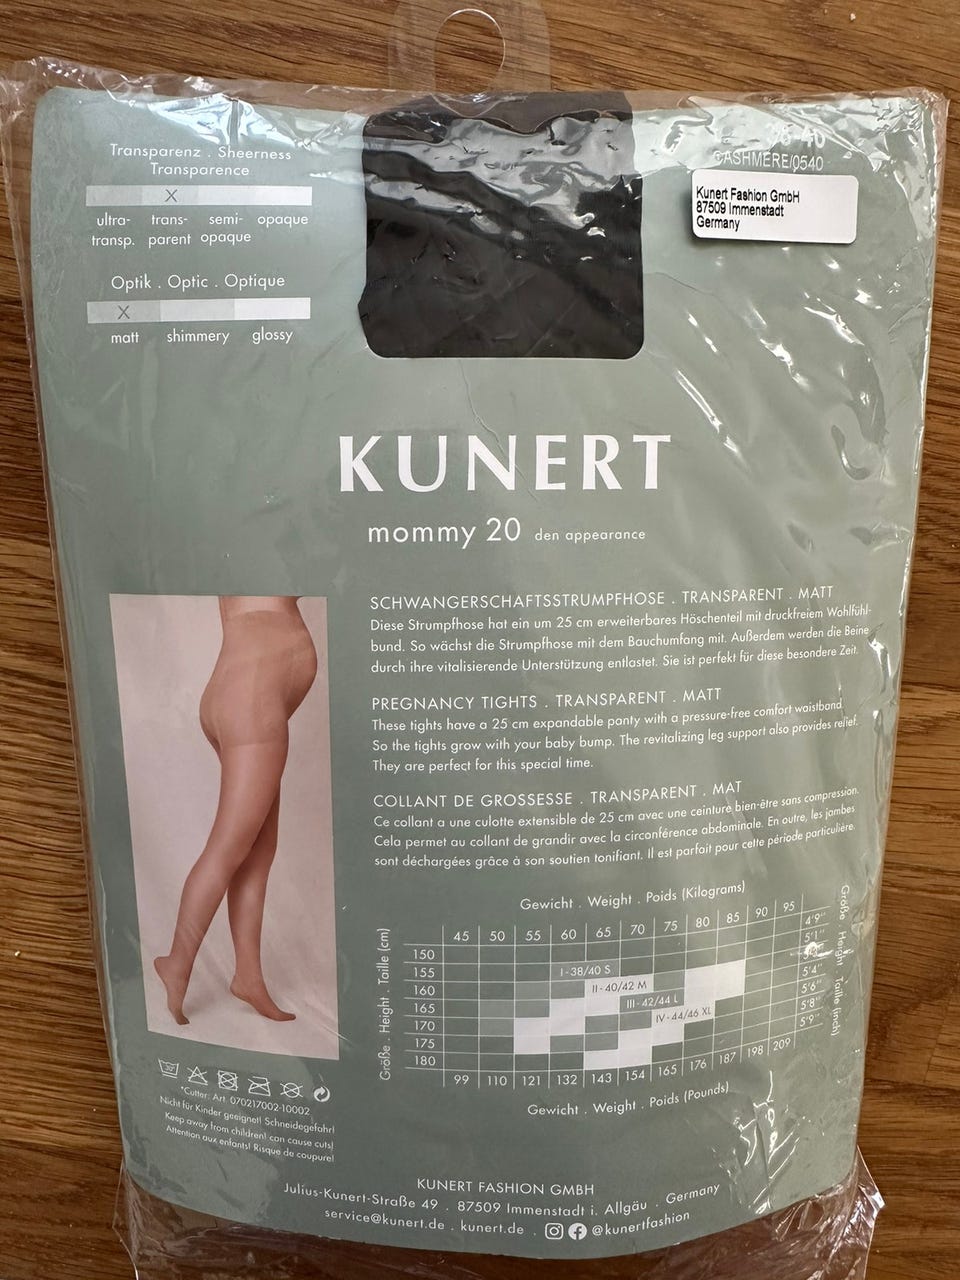 Transparenz . Sheerness
Transparence
X
ultra- trans- semi- opaque
transp. parent opaque
Optik . Optic . Optique
X
matt shimmery glossy
CASHMERE/0540
Kunert Fashion GmbH
87509 Immenstadt
Germany
KUNERT
mommy 20 den appearance
SCHWANGERSCHAFTSSTRUMPFHOSE . TRANSPARENT . MATT
Diese Strumpfhose hat ein um 25 cm erweiterbares Höschenteil mit druckfreiem Wohlfühl-
bund. So wächst die Strumpfhose mit dem Bauchumfang mit. Außerdem werden die Beine
durch ihre vitalisierende Unterstützung entlastet. Sie ist perfekt für diese besondere Zeit.
PREGNANCY TIGHTS . TRANSPARENT . MATT
These tights have a 25 cm expandable panty with a pressure-free comfort waistband.
So the tights grow with your baby bump. The revitalizing leg support also provides relief.
They are perfect for this special time.
COLLANT DE GROSSESSE . TRANSPARENT . MAT
Ce collant a une culotte extensible de 25 cm avec une ceinture bien-être sans compression.
Cela permet au collant de grandir avec la circonférence abdominale. En outre, les jambes
sont déchargées grâce à son soutien tonifiant. Il est parfait pour cette période particulière.
Gewicht . Weight . Poids (Kilograms)
45 50 55 60 65 70 75 80 85 90 95
Größe . Height . Taille (cm)
150 4'9"
155 5'1"
160
165 5'4"
170 5'6"
175 5'8"
180 5'9"
I - 38/40 S
II - 40/42 M
III - 42/44 L
IV - 44/46 XL
Größe . Height . Taille (inch)
99 110 121 132 143 154 165 176 187 198 209
Gewicht . Weight . Poids (Pounds)
30°
*Cutter: Art. 070217002-10002
Nicht für Kinder geeignet! Schneidegefahr!
Keep away from children! can cause cuts!
Attention aux enfants! Risque de coupure!
KUNERT FASHION GMBH
Julius-Kunert-Straße 49 . 87509 Immenstadt i. Allgäu . Germany
service@kunert.de . kunert.de . @kunertfashion